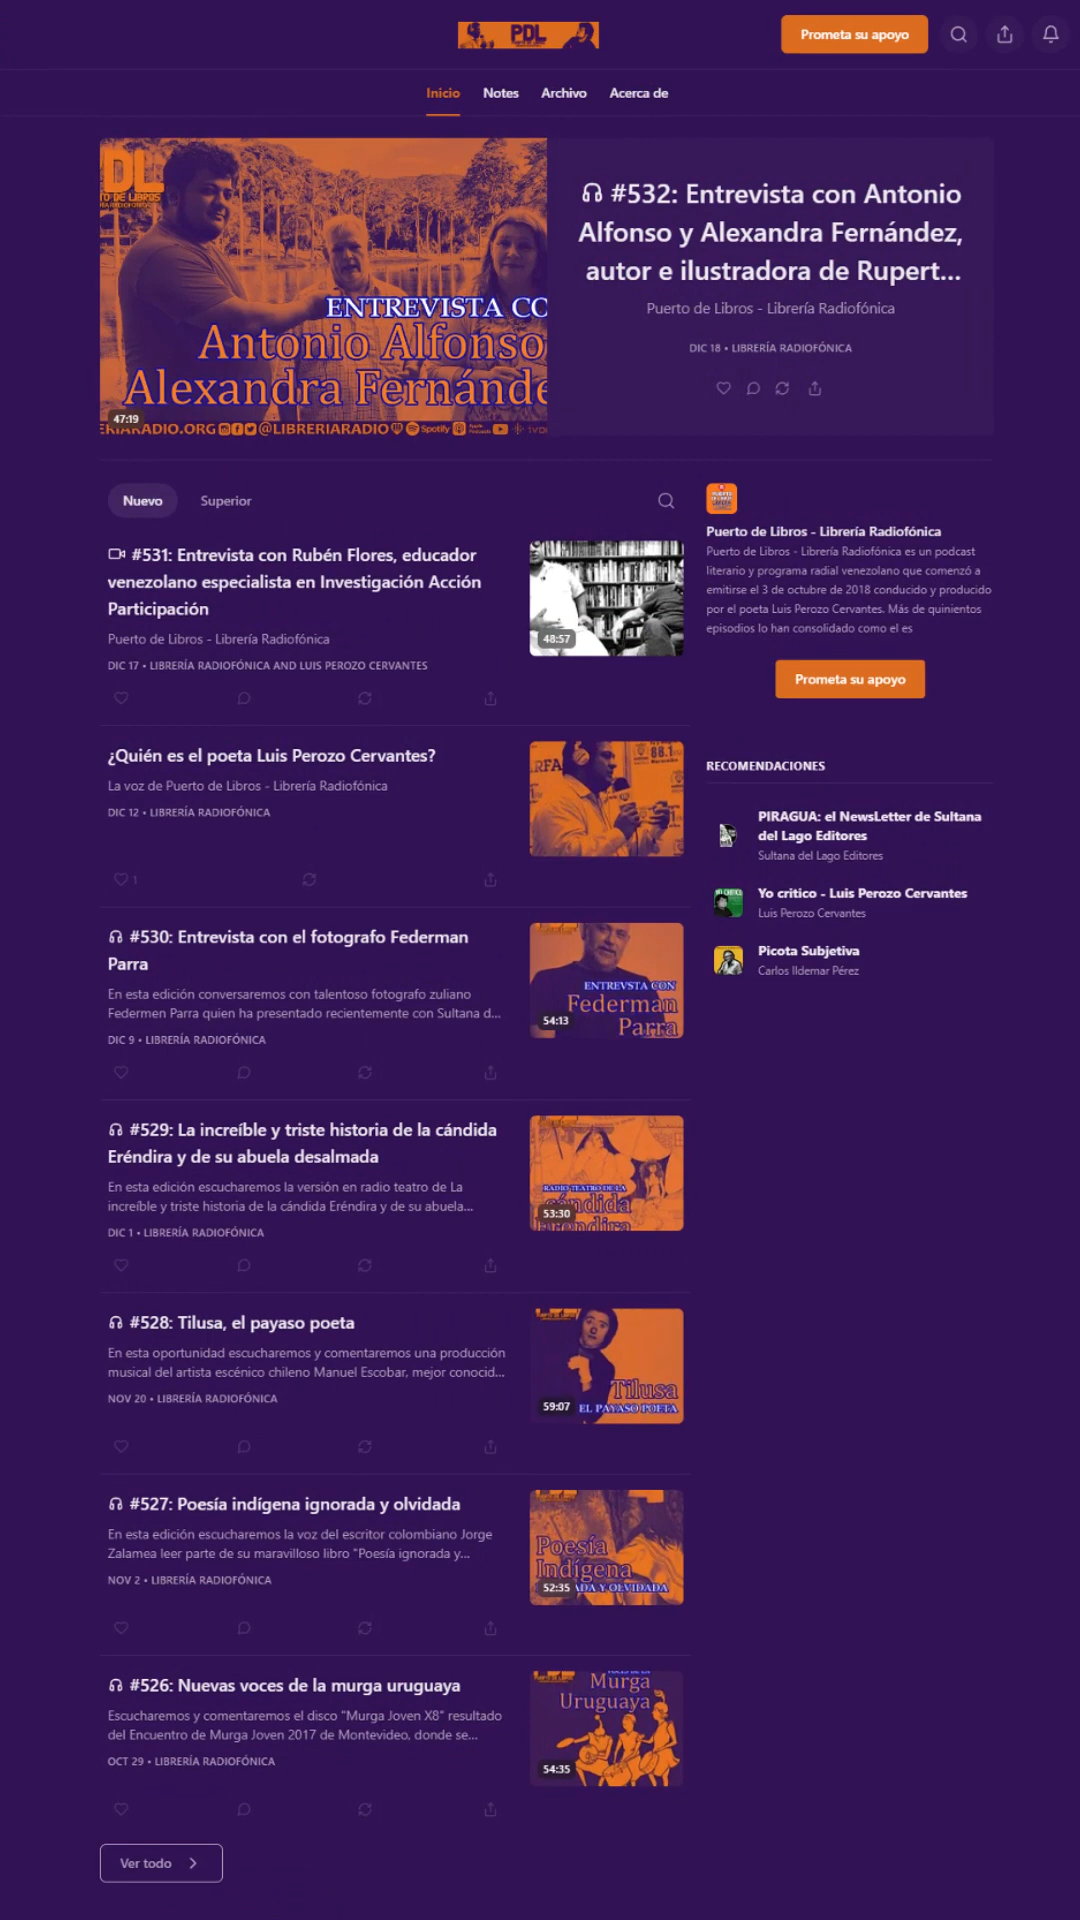 PDL
Prometa su apoyo
Inicio
Notes
Archivo
Acerca de
DL
TO DE LIBROS
ENTREVISTA CO
Antonio Alfonso
Alexandra Fernánde
47:19
ERIARADIO.ORG
@LIBRERIARADIO
Spotify
#532: Entrevista con Antonio
Alfonso y Alexandra Fernández,
autor e ilustradora de Rupert...
Puerto de Libros - Librería Radiofónica
DIC 18 • LIBRERÍA RADIOFÓNICA
Nuevo
Superior
#531: Entrevista con Rubén Flores, educador
venezolano especialista en Investigación Acción
Participación
Puerto de Libros - Librería Radiofónica
DIC 17 • LIBRERÍA RADIOFÓNICA AND LUIS PEROZO CERVANTES
48:57
¿Quién es el poeta Luis Perozo Cervantes?
La voz de Puerto de Libros - Librería Radiofónica
DIC 12 • LIBRERÍA RADIOFÓNICA
1
88.1
#530: Entrevista con el fotografo Federman
Parra
En esta edición conversaremos con talentoso fotografo zuliano
Federmen Parra quien ha presentado recientemente con Sultana d...
DIC 9 • LIBRERÍA RADIOFÓNICA
ENTREVSTA CON
Federman
Parra
54:13
#529: La increíble y triste historia de la cándida
Eréndira y de su abuela desalmada
En esta edición escucharemos la versión en radio teatro de La
increíble y triste historia de la cándida Eréndira y de su abuela...
DIC 1 • LIBRERÍA RADIOFÓNICA
RADIO TEATRO DE LA
cándida
Eréndira
53:30
#528: Tilusa, el payaso poeta
En esta oportunidad escucharemos y comentaremos una producción
musical del artista escénico chileno Manuel Escobar, mejor conocid...
NOV 20 • LIBRERÍA RADIOFÓNICA
Tilusa
EL PAYASO POETA
59:07
#527: Poesía indígena ignorada y olvidada
En esta edición escucharemos la voz del escritor colombiano Jorge
Zalamea leer parte de su maravilloso libro "Poesía ignorada y...
NOV 2 • LIBRERÍA RADIOFÓNICA
Poesía
Indígena
ADA Y OLVIDADA
52:35
#526: Nuevas voces de la murga uruguaya
Escucharemos y comentaremos el disco "Murga Joven X8" resultado
del Encuentro de Murga Joven 2017 de Montevideo, donde se...
OCT 29 • LIBRERÍA RADIOFÓNICA
Murga
Uruguaya
54:35
Ver todo
Puerto de Libros - Librería Radiofónica
Puerto de Libros - Librería Radiofónica es un podcast
literario y programa radial venezolano que comenzó a
emitirse el 3 de octubre de 2018 conducido y producido
por el poeta Luis Perozo Cervantes. Más de quinientos
episodios lo han consolidado como el es
Prometa su apoyo
RECOMENDACIONES
PIRAGUA: el NewsLetter de Sultana
del Lago Editores
Sultana del Lago Editores
Yo critico - Luis Perozo Cervantes
Luis Perozo Cervantes
Picota Subjetiva
Carlos Ildemar Pérez